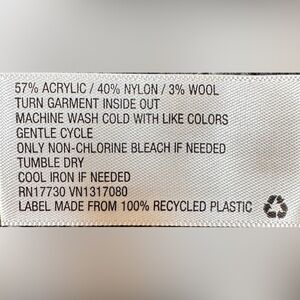 57% ACRYLIC / 40% NYLON / 3% WOOL
TURN GARMENT INSIDE OUT
MACHINE WASH COLD WITH LIKE COLORS
GENTLE CYCLE
ONLY NON-CHLORINE BLEACH IF NEEDED
TUMBLE DRY
COOL IRON IF NEEDED
RN17730 VN1317080
LABEL MADE FROM 100% RECYCLED PLASTIC